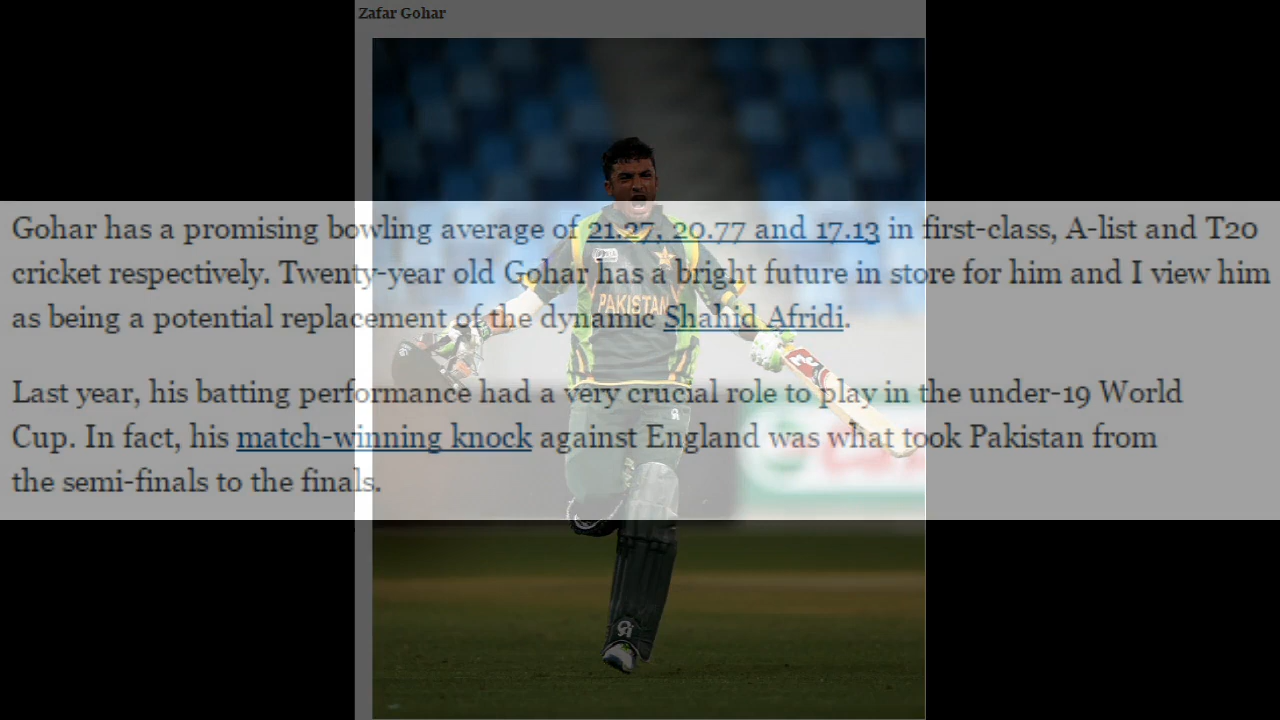 Zafar Gohar
Gohar has a promising bowling average of 21.27, 20.77 and 17.13 in first-class, A-list and T20
cricket respectively. Twenty-year old Gohar has a bright future in store for him and I view him
as being a potential replacement of the dynamic Shahid Afridi.
PAKISTAN
Last year, his batting performance had a very crucial role to play in the under-19 World
Cup. In fact, his match-winning knock against England was what took Pakistan from
the semi-finals to the finals.